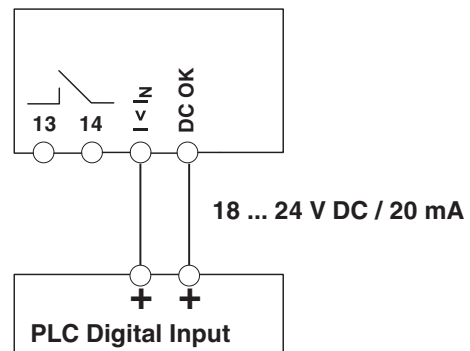 13 14 I < IN DC OK
18 ... 24 V DC / 20 mA
+ +
PLC Digital Input